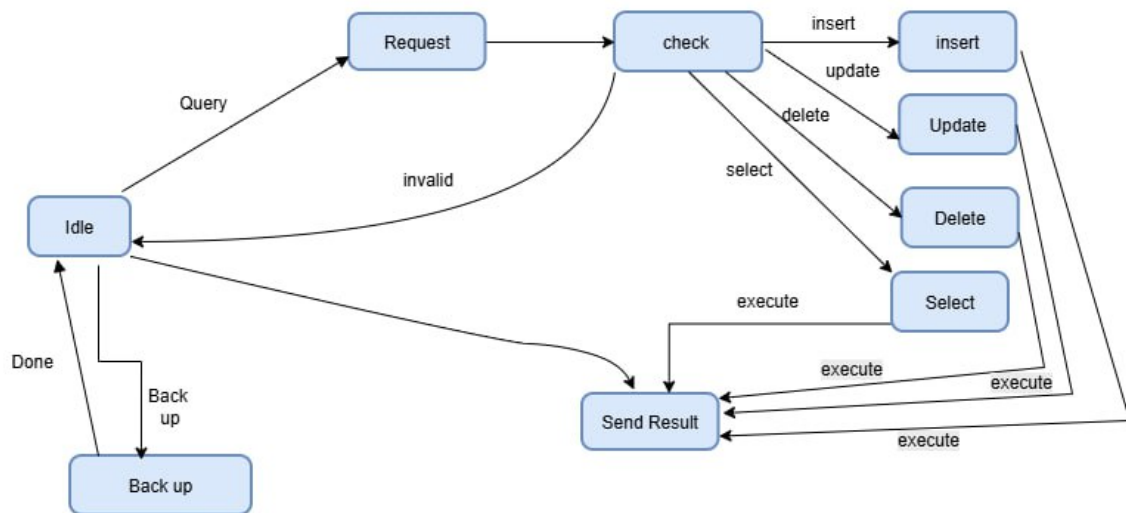 insert
Request
check
insert
update
Query
delete
Update
select
invalid
Idle
Delete
execute
Select
Done
execute
execute
Back
up
Send Result
execute
Back up